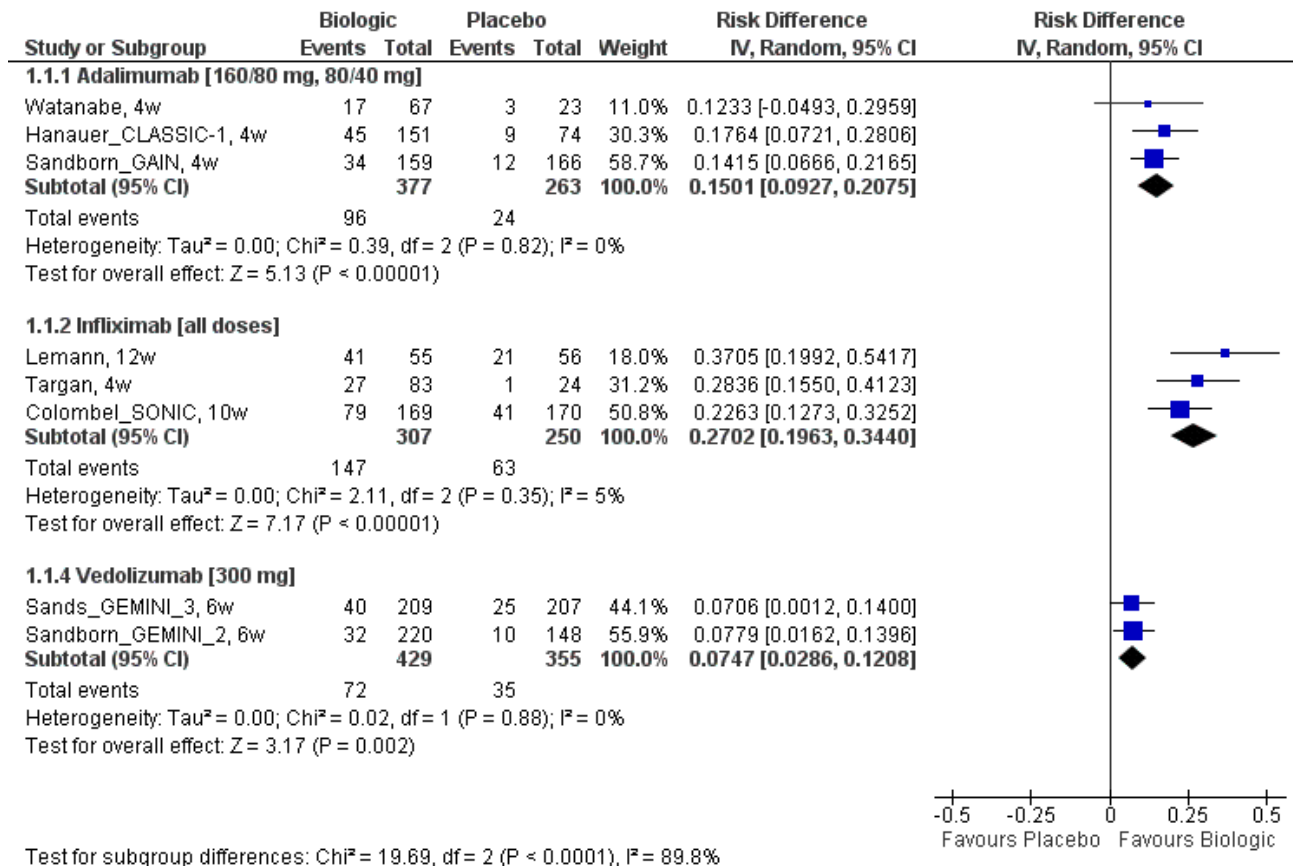 Biologic Placebo Risk Difference Risk Difference
Study or Subgroup Events Total Events Total Weight IV, Random, 95% CI IV, Random, 95% CI
1.1.1 Adalimumab [160/80 mg, 80/40 mg]
Watanabe, 4w 17 67 3 23 11.0% 0.1233 [-0.0493, 0.2959]
Hanauer_CLASSIC-1, 4w 45 151 9 74 30.3% 0.1764 [0.0721, 0.2806]
Sandborn_GAIN, 4w 34 159 12 166 58.7% 0.1415 [0.0666, 0.2165]
Subtotal (95% CI) 377 263 100.0% 0.1501 [0.0927, 0.2075]
Total events 96 24
Heterogeneity: Tau² = 0.00; Chi² = 0.39, df = 2 (P = 0.82); I² = 0%
Test for overall effect: Z = 5.13 (P < 0.00001)
1.1.2 Infliximab [all doses]
Lemann, 12w 41 55 21 56 18.0% 0.3705 [0.1992, 0.5417]
Targan, 4w 27 83 1 24 31.2% 0.2836 [0.1550, 0.4123]
Colombel_SONIC, 10w 79 169 41 170 50.8% 0.2263 [0.1273, 0.3252]
Subtotal (95% CI) 307 250 100.0% 0.2702 [0.1963, 0.3440]
Total events 147 63
Heterogeneity: Tau² = 0.00; Chi² = 2.11, df = 2 (P = 0.35); I² = 5%
Test for overall effect: Z = 7.17 (P < 0.00001)
1.1.4 Vedolizumab [300 mg]
Sands_GEMINI_3, 6w 40 209 25 207 44.1% 0.0706 [0.0012, 0.1400]
Sandborn_GEMINI_2, 6w 32 220 10 148 55.9% 0.0779 [0.0162, 0.1396]
Subtotal (95% CI) 429 355 100.0% 0.0747 [0.0286, 0.1208]
Total events 72 35
Heterogeneity: Tau² = 0.00; Chi² = 0.02, df = 1 (P = 0.88); I² = 0%
Test for overall effect: Z = 3.17 (P = 0.002)
-0.5 -0.25 0 0.25 0.5
Favours Placebo Favours Biologic
Test for subgroup differences: Chi² = 19.69, df = 2 (P < 0.0001), I² = 89.8%